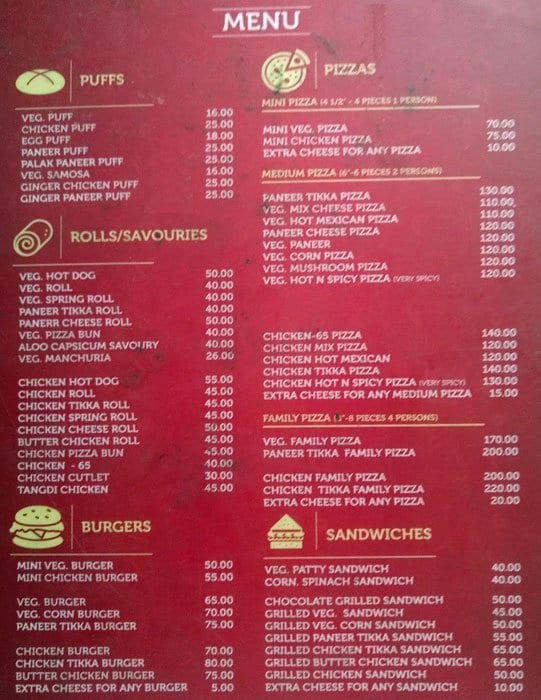 MENU
PUFFS
VEG. PUFF 16.00
CHICKEN PUFF 25.00
EGG PUFF 18.00
PANEER PUFF 25.00
PALAK PANEER PUFF 25.00
VEG. SAMOSA 16.00
GINGER CHICKEN PUFF 25.00
GINGER PANEER PUFF 25.00
ROLLS/SAVOURIES
VEG. HOT DOG 50.00
VEG. ROLL 40.00
VEG. SPRING ROLL 40.00
PANEER TIKKA ROLL 40.00
PANERR CHEESE ROLL 50.00
VEG. PIZZA BUN 40.00
ALOO CAPSICUM SAVOURY 40.00
VEG. MANCHURIA 26.00
CHICKEN HOT DOG 55.00
CHICKEN ROLL 45.00
CHICKEN TIKKA ROLL 45.00
CHICKEN SPRING ROLL 45.00
CHICKEN CHEESE ROLL 50.00
BUTTER CHICKEN ROLL 45.00
CHICKEN PIZZA BUN 45.00
CHICKEN - 65 40.00
CHICKEN CUTLET 30.00
TANGDI CHICKEN 45.00
BURGERS
MINI VEG. BURGER 50.00
MINI CHICKEN BURGER 55.00
VEG. BURGER 65.00
VEG. CORN BURGER 70.00
PANEER TIKKA BURGER 75.00
CHICKEN BURGER 70.00
CHICKEN TIKKA BURGER 80.00
BUTTER CHICKEN BURGER 75.00
EXTRA CHEESE FOR ANY BURGER 5.00
PIZZAS
MINI PIZZA (4 1/2" - 4 PIECES 1 PERSON)
MINI VEG. PIZZA 70.00
MINI CHICKEN PIZZA 75.00
EXTRA CHEESE FOR ANY PIZZA 10.00
MEDIUM PIZZA (6"-6 PIECES 2 PERSONS)
PANEER TIKKA PIZZA 130.00
VEG. MIX CHEESE PIZZA 110.00
VEG. HOT MEXICAN PIZZA 110.00
PANEER CHEESE PIZZA 120.00
VEG. PANEER 120.00
VEG. CORN PIZZA 120.00
VEG. MUSHROOM PIZZA 120.00
VEG. HOT N SPICY PIZZA (VERY SPICY) 120.00
CHICKEN-65 PIZZA 140.00
CHICKEN MIX PIZZA 120.00
CHICKEN HOT MEXICAN 120.00
CHICKEN TIKKA PIZZA 140.00
CHICKEN HOT N SPICY PIZZA (VERY SPICY) 130.00
EXTRA CHEESE FOR ANY MEDIUM PIZZA 15.00
FAMILY PIZZA -8 PIECES 4 PERSONS)
VEG. FAMILY PIZZA 170.00
PANEER TIKKA FAMILY PIZZA 200.00
CHICKEN FAMILY PIZZA 200.00
CHICKEN TIKKA FAMILY PIZZA 220.00
EXTRA CHEESE FOR ANY PIZZA 20.00
SANDWICHES
VEG. PATTY SANDWICH 40.00
CORN. SPINACH SANDWICH 40.00
CHOCOLATE GRILLED SANDWICH 50.00
GRILLED VEG. SANDWICH 45.00
GRILLED VEG. CORN SANDWICH 50.00
GRILLED PANEER TIKKA SANDWICH 55.00
GRILLED CHICKEN TIKKA SANDWICH 65.00
GRILLED BUTTER CHICKEN SANDWICH 65.00
GRILLED CHICKEN SANDWICH 50.00
EXTRA CHEESE FOR ANY SANDWICH 10.00